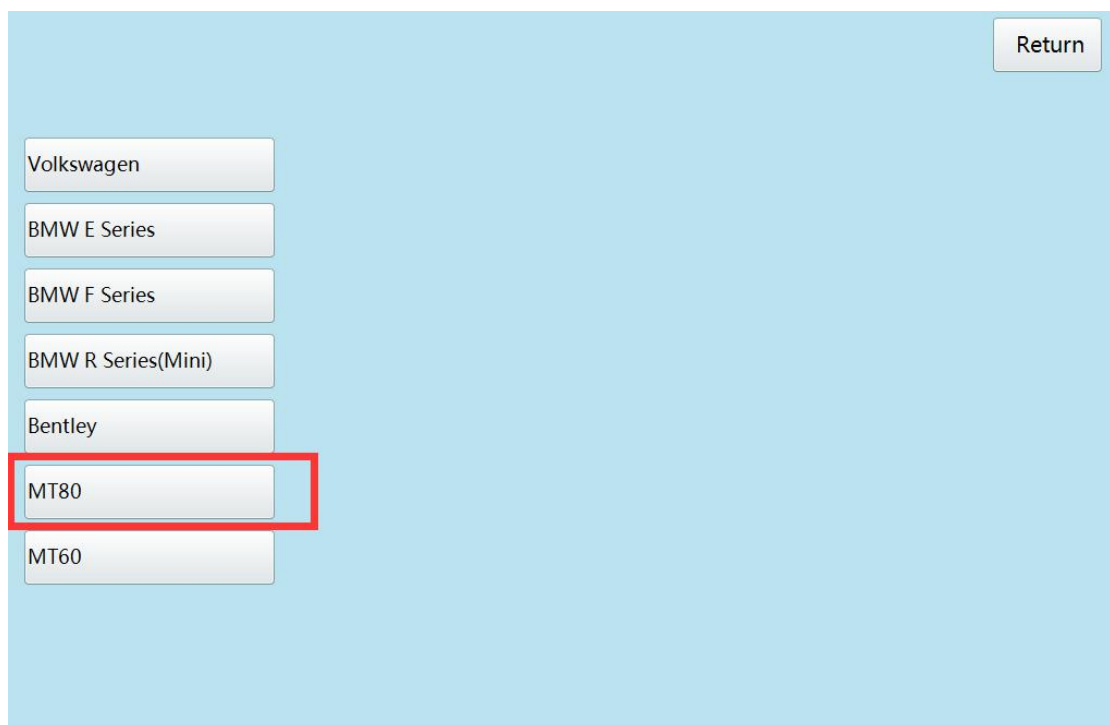 Return
Volkswagen
BMW E Series
BMW F Series
BMW R Series(Mini)
Bentley
MT80
MT60